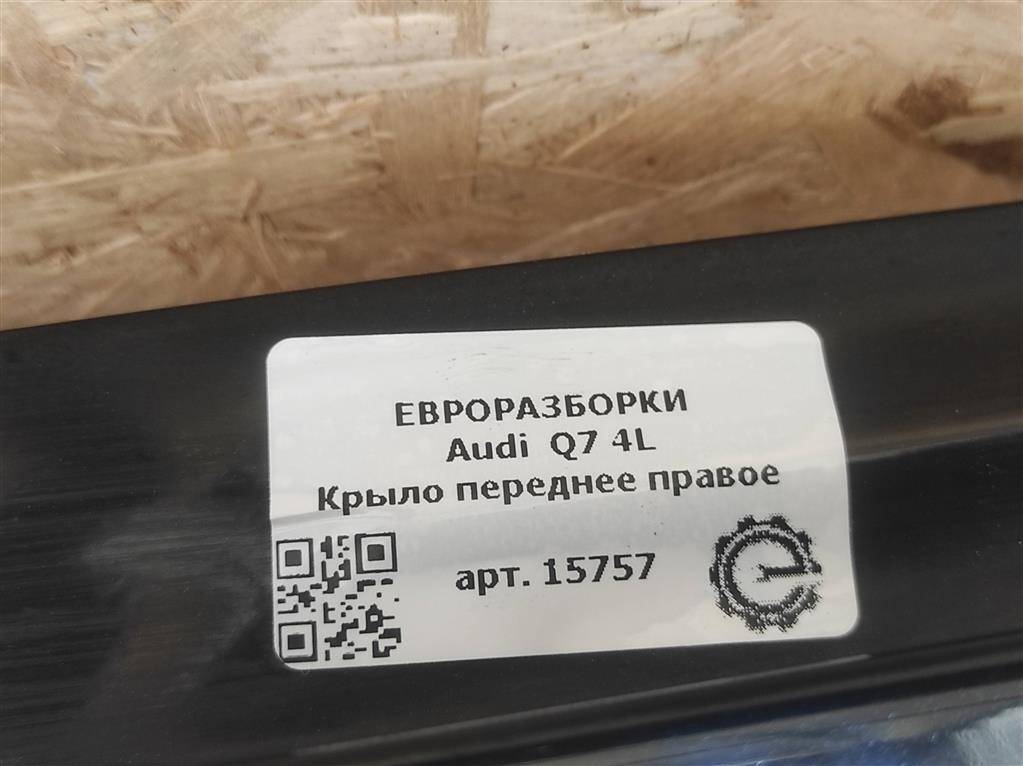 ЕВРОРАЗБОРКИ
Audi Q7 4L
Крыло переднее правое
арт. 15757